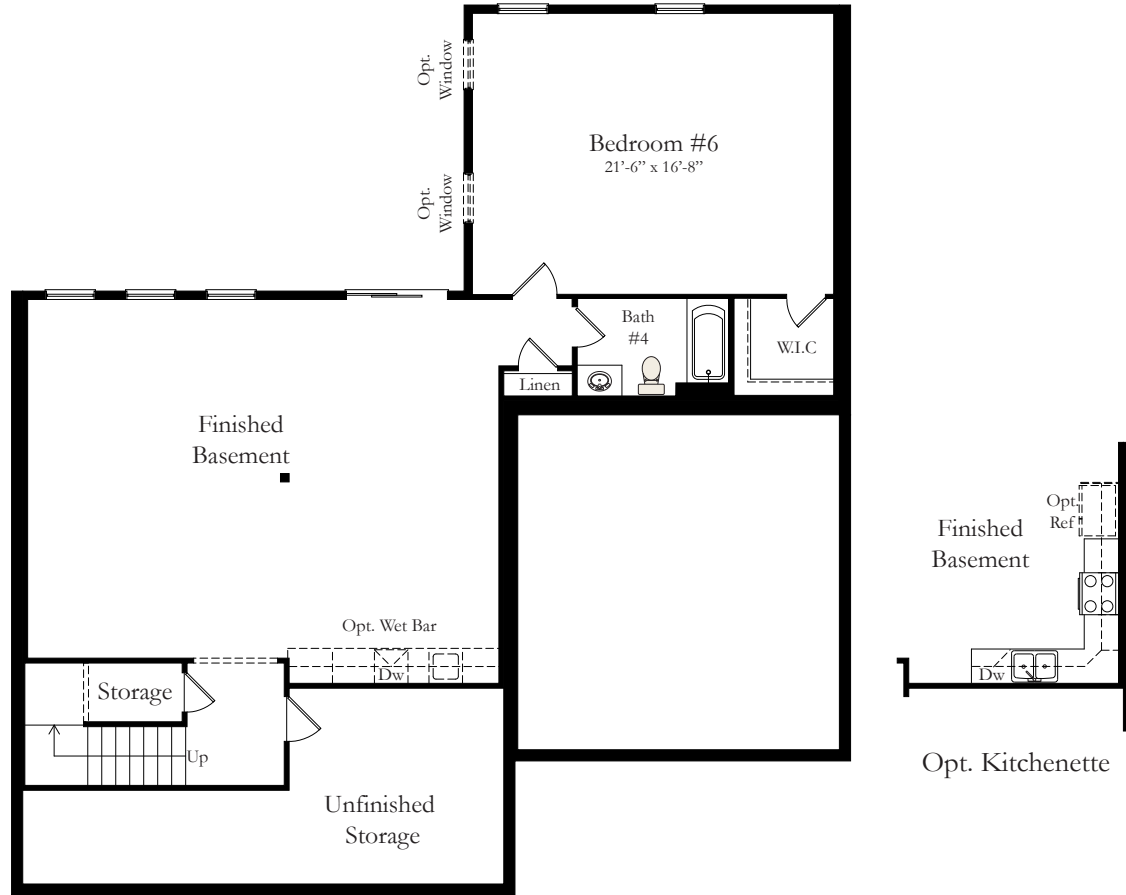 Opt.
Window
Bedroom #6
21’-6” x 16’-8”
Opt.
Window
Bath
#4
W.I.C
Linen
Finished
Basement
Opt. Wet Bar
Dw
Storage
Up
Unfinished
Storage
Opt.
Ref
Finished
Basement
Dw
Opt. Kitchenette